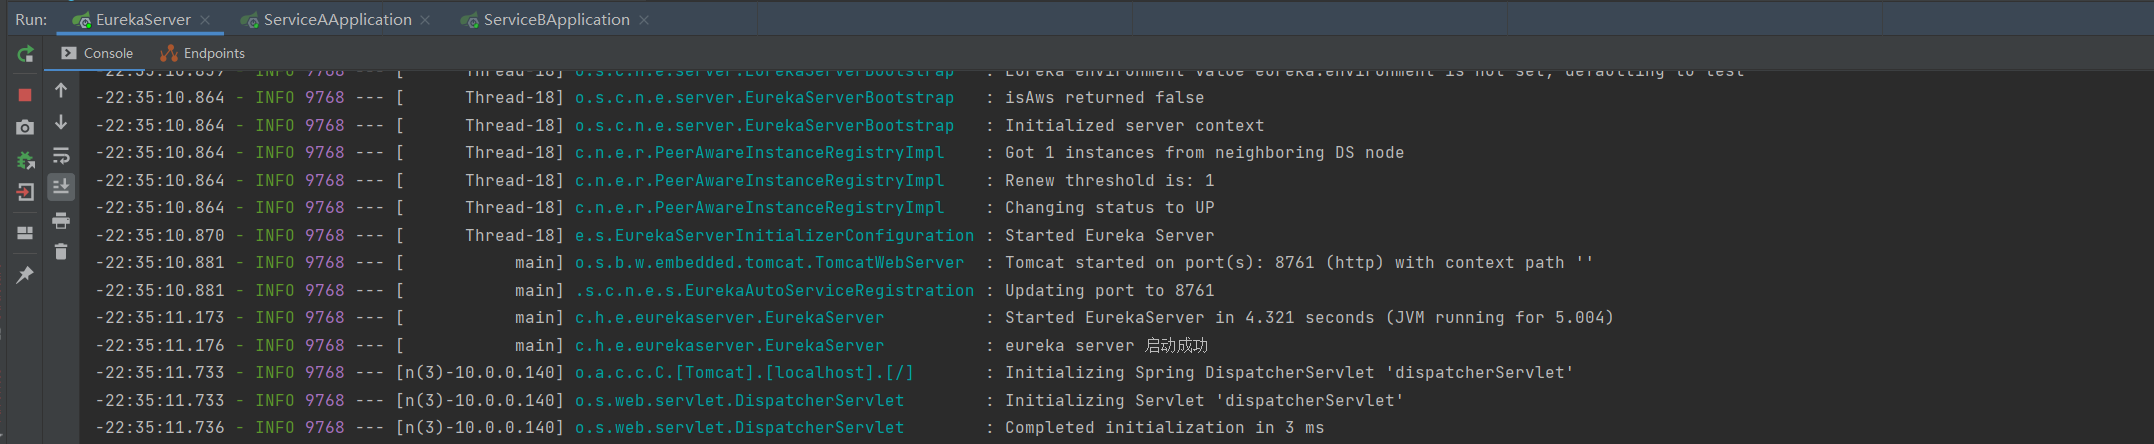 Run: EurekaServer ServiceAApplication ServiceBApplication
Console Endpoints
-22:35:10.859 - INFO 9768 --- [ Thread-18] o.s.c.n.e.server.EurekaServerBootstrap : Eureka environment value eureka.environment is not set, defaulting to test
-22:35:10.864 - INFO 9768 --- [ Thread-18] o.s.c.n.e.server.EurekaServerBootstrap : isAws returned false
-22:35:10.864 - INFO 9768 --- [ Thread-18] o.s.c.n.e.server.EurekaServerBootstrap : Initialized server context
-22:35:10.864 - INFO 9768 --- [ Thread-18] c.n.e.r.PeerAwareInstanceRegistryImpl : Got 1 instances from neighboring DS node
-22:35:10.864 - INFO 9768 --- [ Thread-18] c.n.e.r.PeerAwareInstanceRegistryImpl : Renew threshold is: 1
-22:35:10.864 - INFO 9768 --- [ Thread-18] c.n.e.r.PeerAwareInstanceRegistryImpl : Changing status to UP
-22:35:10.870 - INFO 9768 --- [ Thread-18] e.s.EurekaServerInitializerConfiguration : Started Eureka Server
-22:35:10.881 - INFO 9768 --- [ main] o.s.b.w.embedded.tomcat.TomcatWebServer : Tomcat started on port(s): 8761 (http) with context path ''
-22:35:10.881 - INFO 9768 --- [ main] .s.c.n.e.s.EurekaAutoServiceRegistration : Updating port to 8761
-22:35:11.173 - INFO 9768 --- [ main] c.h.e.eurekaserver.EurekaServer : Started EurekaServer in 4.321 seconds (JVM running for 5.004)
-22:35:11.176 - INFO 9768 --- [ main] c.h.e.eurekaserver.EurekaServer : eureka server 启动成功
-22:35:11.733 - INFO 9768 --- [n(3)-10.0.0.140] o.a.c.c.C.[Tomcat].[localhost].[/] : Initializing Spring DispatcherServlet 'dispatcherServlet'
-22:35:11.733 - INFO 9768 --- [n(3)-10.0.0.140] o.s.web.servlet.DispatcherServlet : Initializing Servlet 'dispatcherServlet'
-22:35:11.736 - INFO 9768 --- [n(3)-10.0.0.140] o.s.web.servlet.DispatcherServlet : Completed initialization in 3 ms